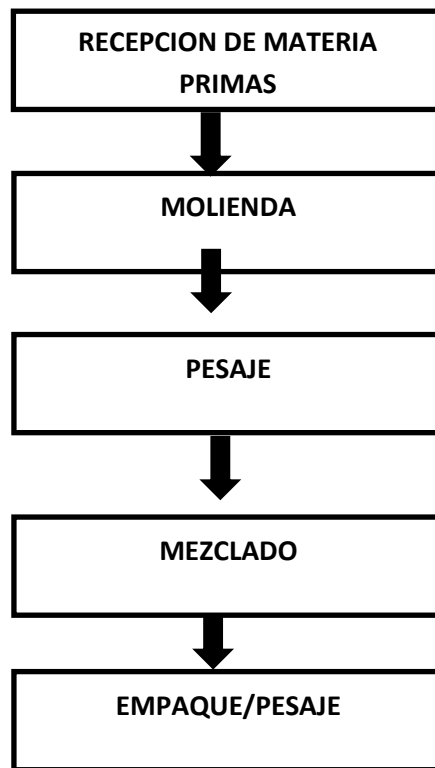 RECEPCION DE MATERIA
PRIMAS
MOLIENDA
PESAJE
MEZCLADO
EMPAQUE/PESAJE